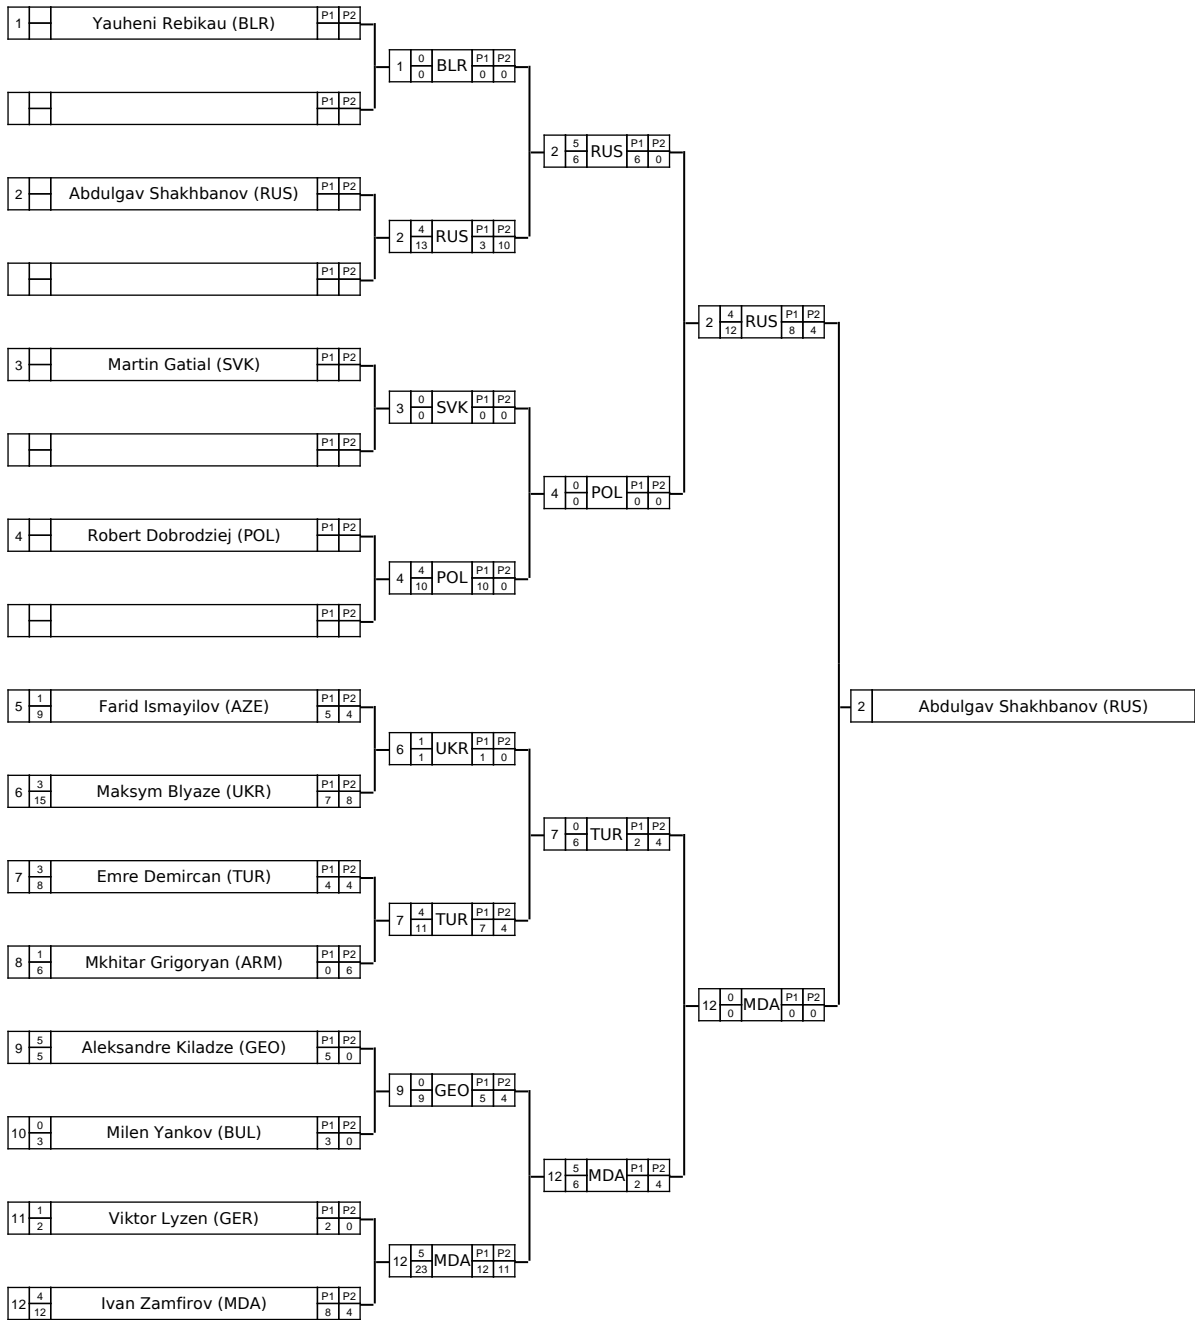 1 Yauheni Rebikau (BLR) P1 P2
1 0 0 BLR P1 P2 0 0
P1 P2
2 5 6 RUS P1 P2 6 0
2 Abdulgav Shakhbanov (RUS) P1 P2
2 4 13 RUS P1 P2 3 10
P1 P2
2 4 12 RUS P1 P2 8 4
3 Martin Gatial (SVK) P1 P2
3 0 0 SVK P1 P2 0 0
P1 P2
4 0 0 POL P1 P2 0 0
4 Robert Dobrodziej (POL) P1 P2
4 4 10 POL P1 P2 10 0
P1 P2
5 1 9 Farid Ismayilov (AZE) P1 P2 5 4
2 Abdulgav Shakhbanov (RUS)
6 1 1 UKR P1 P2 1 0
6 3 15 Maksym Blyaze (UKR) P1 P2 7 8
7 0 6 TUR P1 P2 2 4
7 3 8 Emre Demircan (TUR) P1 P2 4 4
7 4 11 TUR P1 P2 7 4
8 1 6 Mkhitar Grigoryan (ARM) P1 P2 0 6
12 0 0 MDA P1 P2 0 0
9 5 5 Aleksandre Kiladze (GEO) P1 P2 5 0
9 0 9 GEO P1 P2 5 4
10 0 3 Milen Yankov (BUL) P1 P2 3 0
12 5 6 MDA P1 P2 2 4
11 1 2 Viktor Lyzen (GER) P1 P2 2 0
12 5 23 MDA P1 P2 12 11
12 4 12 Ivan Zamfirov (MDA) P1 P2 8 4